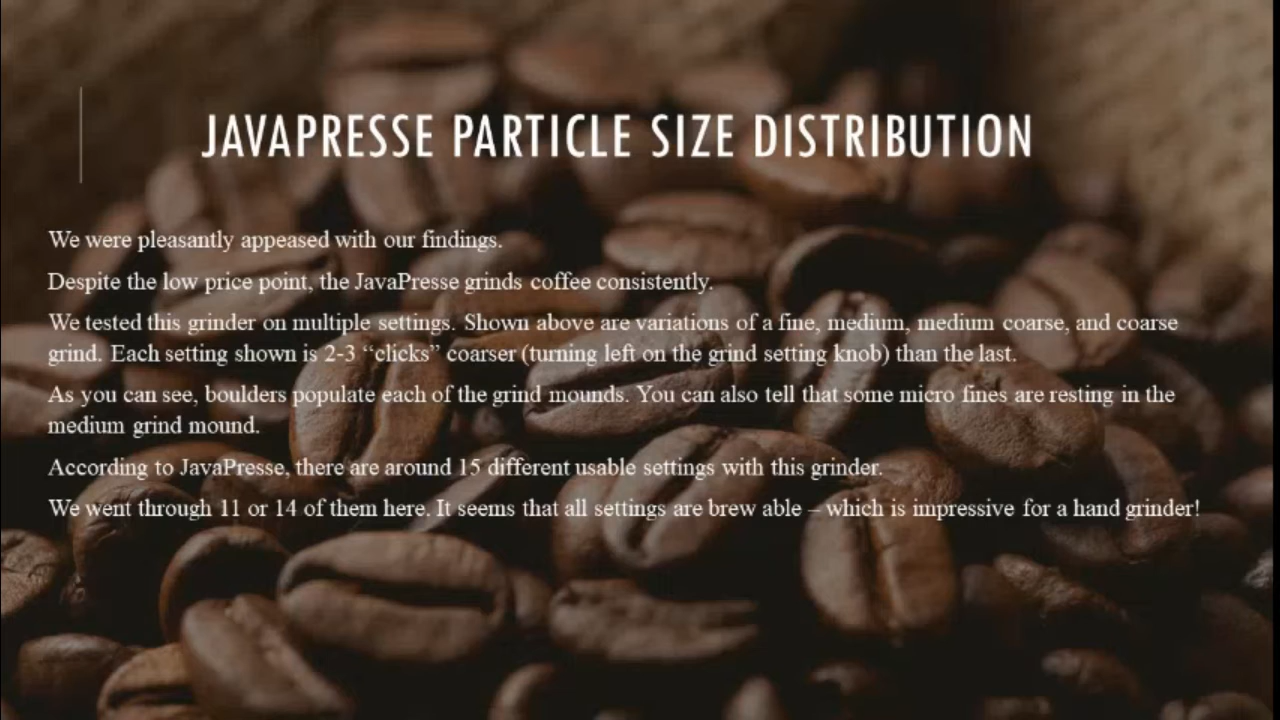 JAVAPRESSE PARTICLE SIZE DISTRIBUTION
We were pleasantly appeased with our findings.
Despite the low price point, the JavaPresse grinds coffee consistently.
We tested this grinder on multiple settings. Shown above are variations of a fine, medium, medium coarse, and coarse
grind. Each setting shown is 2-3 “clicks” coarser (turning left on the grind setting knob) than the last.
As you can see, boulders populate each of the grind mounds. You can also tell that some micro fines are resting in the
medium grind mound.
According to JavaPresse, there are around 15 different usable settings with this grinder.
We went through 11 or 14 of them here. It seems that all settings are brew able – which is impressive for a hand grinder!